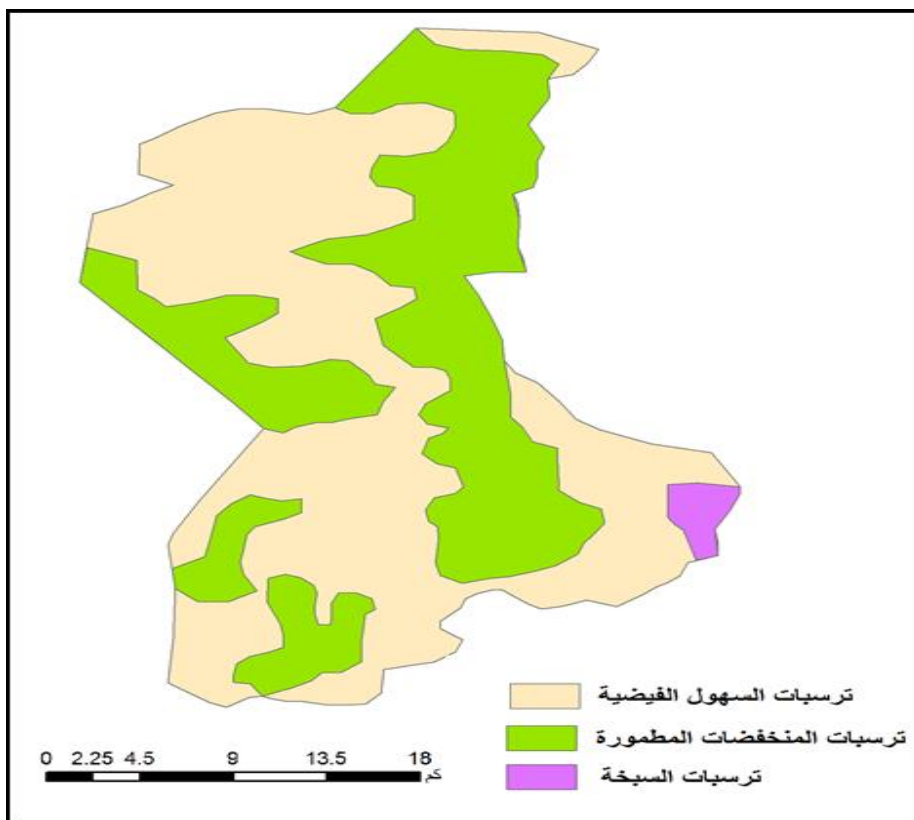 ترسبات السهول الفيضية
ترسبات المنخفضات المطمورة
ترسبات السبخة
0 2.25 4.5 9 13.5 18
كم